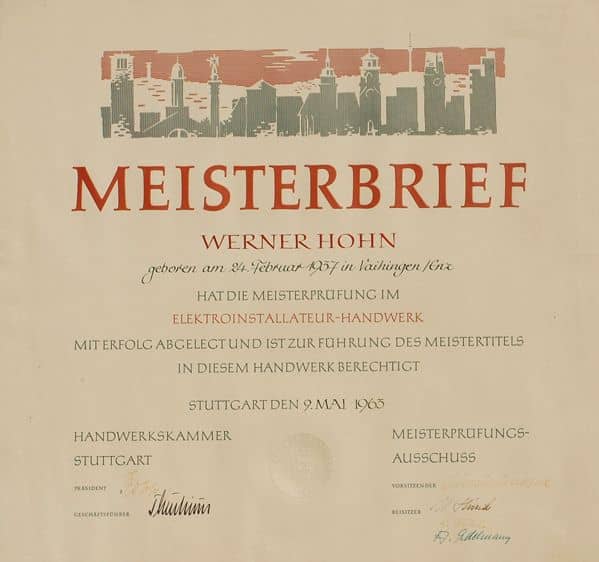 MEISTERBRIEF
WERNER HOHN
geboren am 24. Februar 1937 in Vaihingen/Enz
HAT DIE MEISTERPRÜFUNG IM
ELEKTROINSTALLATEUR-HANDWERK
MIT ERFOLG ABGELEGT UND IST ZUR FÜHRUNG DES MEISTERTITELS
IN DIESEM HANDWERK BERECHTIGT
STUTTGART DEN 9. MAI 1963
HANDWERKSKAMMER
STUTTGART
PRÄSIDENT
GESCHÄFTSFÜHRER
MEISTERPRÜFUNGS-
AUSSCHUSS
VORSITZENDER
BEISITZER